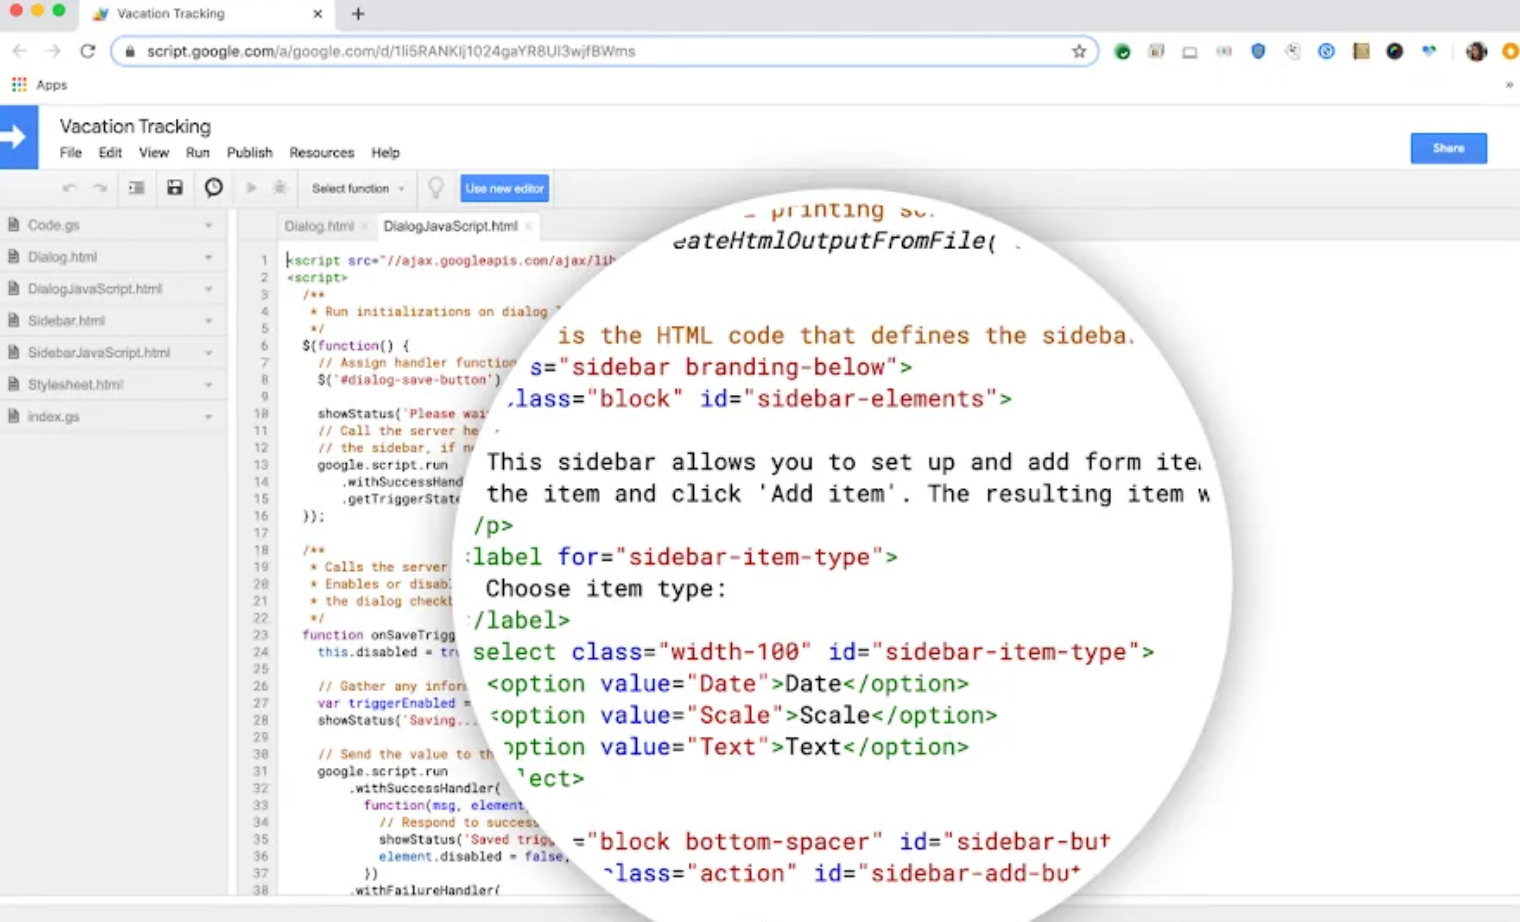 Vacation Tracking
script.google.com/a/google.com/d/1li5RANKlj1024gaYR8Ul3wjfBWms
Apps
Vacation Tracking
File Edit View Run Publish Resources Help
Share
Select function
Use new editor
Code.gs
Dialog.html
DialogJavaScript.html
Sidebar.html
SidebarJavaScript.html
Stylesheet.html
index.gs
Dialog.html
DialogJavaScript.html
1 <script src="//ajax.googleapis.com/ajax/lib
2 <script>
3 /**
4 * Run initializations on dialog
5 */
6 $(function() {
7 // Assign handler function
8 $('#dialog-save-button')
9
10 showStatus('Please wai
11 // Call the server he
12 // the sidebar, if n
13 google.script.run
14 .withSuccessHand
15 .getTriggerState
16 });
17
18 /**
19 * Calls the server
20 * Enables or disab
21 * the dialog checkb
22 */
23 function onSaveTrigg
24 this.disabled = tru
25
26 // Gather any infor
27 var triggerEnabled =
28 showStatus('Saving...
29
30 // Send the value to th
31 google.script.run
32 .withSuccessHandler(
33 function(msg, element
34 // Respond to success
35 showStatus('Saved trigg
36 element.disabled = false,
37 })
38 .withFailureHandler(
printing
eateHtmlOutputFromFile(
is the HTML code that defines the sideba
s="sidebar branding-below">
lass="block" id="sidebar-elements">
This sidebar allows you to set up and add form ite
the item and click 'Add item'. The resulting item w
/p>
label for="sidebar-item-type">
Choose item type:
/label>
select class="width-100" id="sidebar-item-type">
<option value="Date">Date</option>
<option value="Scale">Scale</option>
option value="Text">Text</option>
lect>
="block bottom-spacer" id="sidebar-but
class="action" id="sidebar-add-but